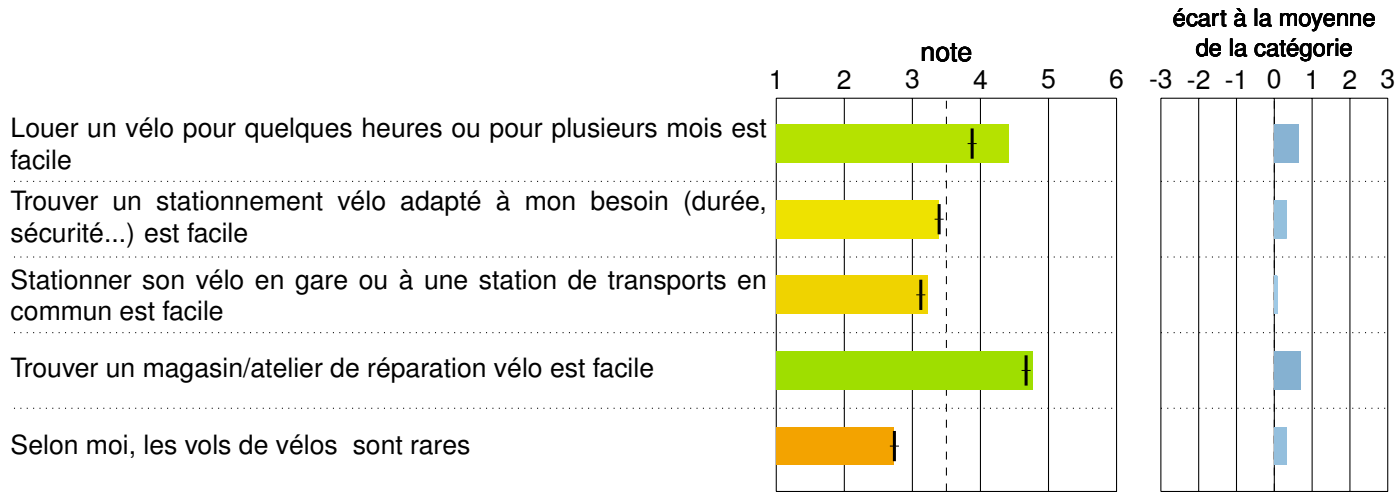 écart à la moyenne
de la catégorie
note
1 2 3 4 5 6
-3 -2 -1 0 1 2 3
Louer un vélo pour quelques heures ou pour plusieurs mois est
facile
Trouver un stationnement vélo adapté à mon besoin (durée,
sécurité...) est facile
Stationner son vélo en gare ou à une station de transports en
commun est facile
Trouver un magasin/atelier de réparation vélo est facile
Selon moi, les vols de vélos sont rares